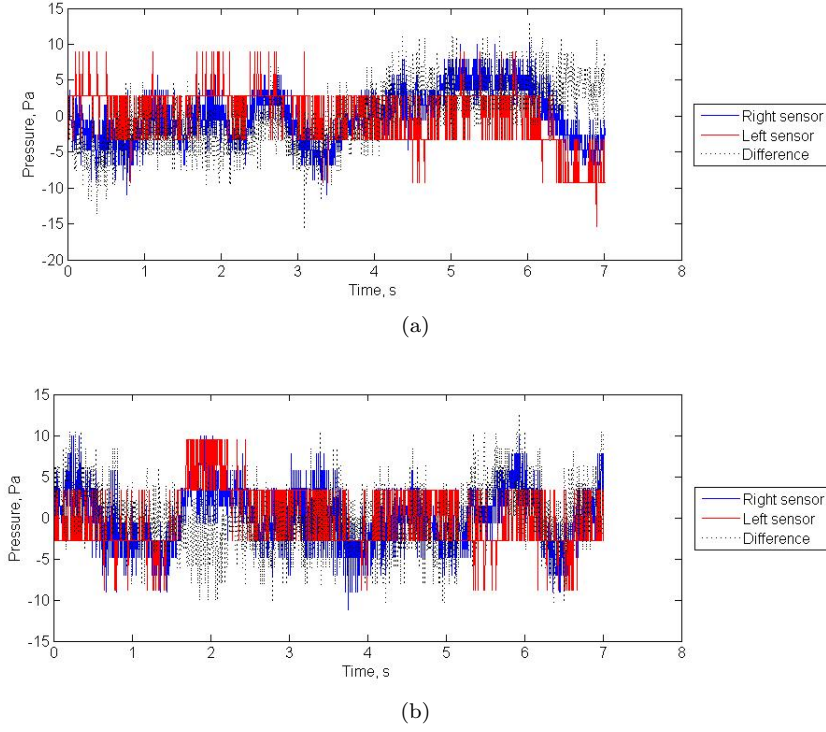 15
10
5
0
-5
-10
-15
-20
Pressure, Pa
0 1 2 3 4 5 6 7 8
Time, s
Right sensor
Left sensor
Difference
(a)
15
10
5
0
-5
-10
-15
Pressure, Pa
0 1 2 3 4 5 6 7 8
Time, s
Right sensor
Left sensor
Difference
(b)